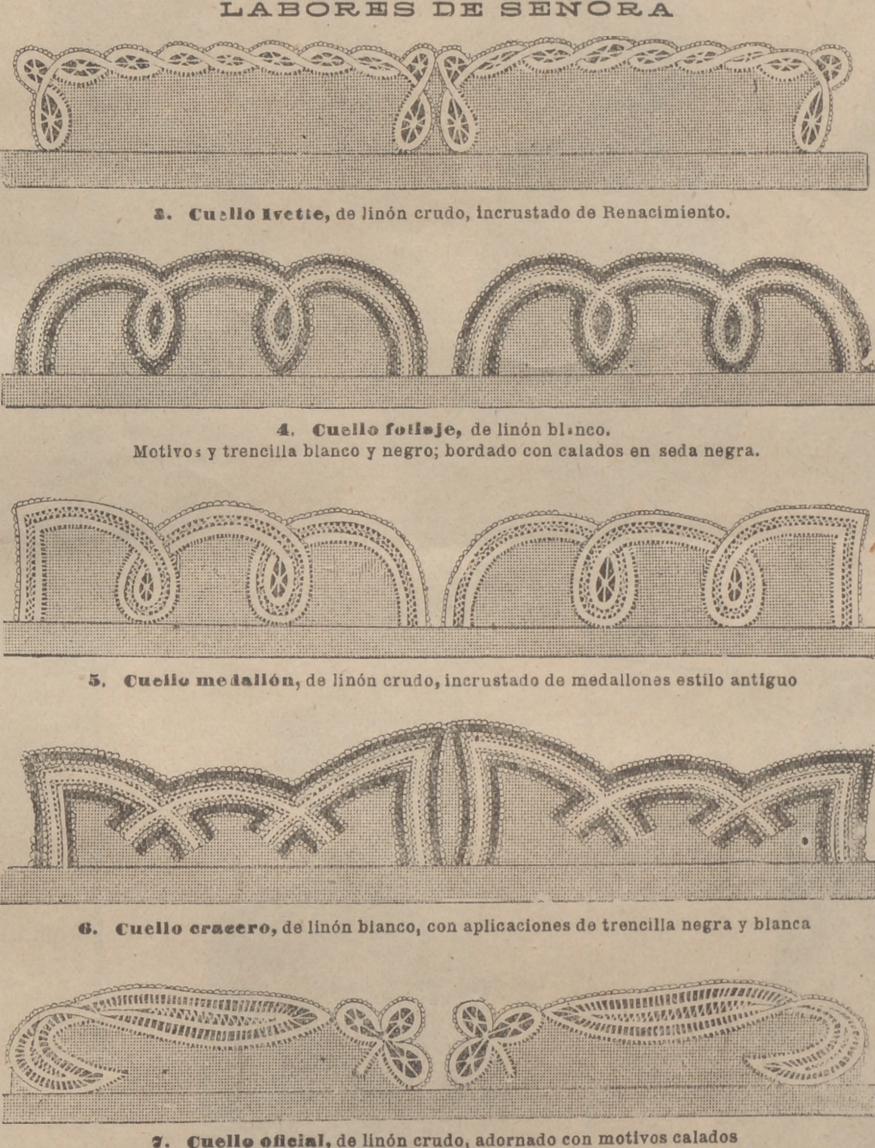 LABORES DE SEÑORA
3. Cuello Ivette, de linón crudo, incrustado de Renacimiento.
4. Cuello follaje, de linón blanco.
Motivos y trencilla blanco y negro; bordado con calados en seda negra.
5. Cuello medallón, de linón crudo, incrustado de medallones estilo antiguo
6. Cuello crucero, de linón blanco, con aplicaciones de trencilla negra y blanca
7. Cuello oficial, de linón crudo, adornado con motivos calados